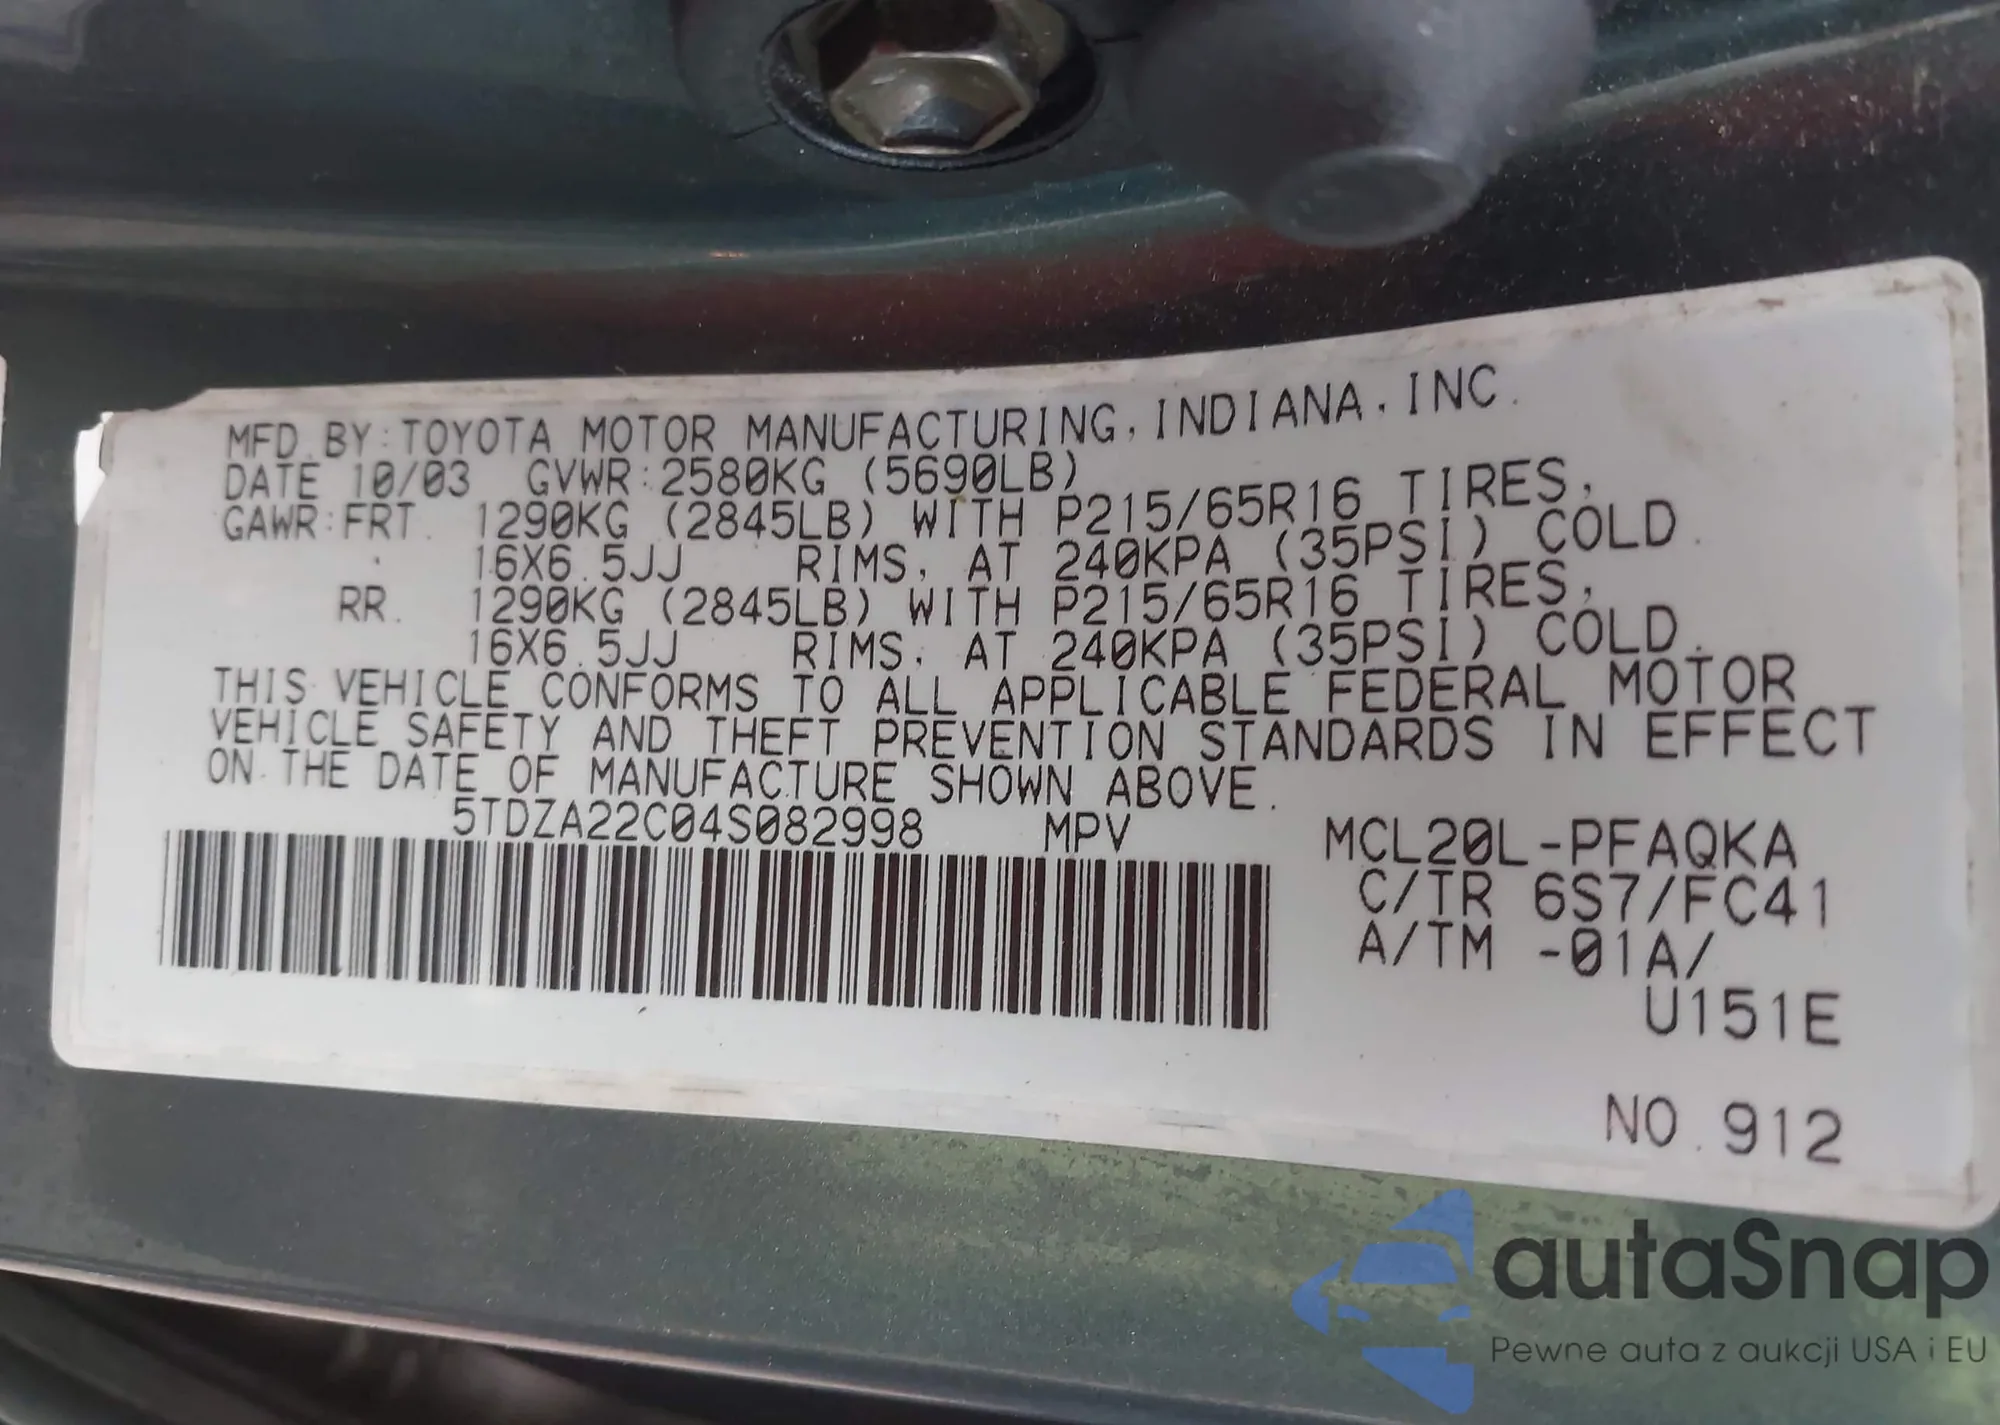 MFD. BY: TOYOTA MOTOR MANUFACTURING, INDIANA, INC.
DATE 10/03 GVWR: 2580KG (5690LB)
GAWR: FRT. 1290KG (2845LB) WITH P215/65R16 TIRES,
16X6.5JJ RIMS, AT 240KPA (35PSI) COLD.
RR. 1290KG (2845LB) WITH P215/65R16 TIRES,
16X6.5JJ RIMS, AT 240KPA (35PSI) COLD.
THIS VEHICLE CONFORMS TO ALL APPLICABLE FEDERAL MOTOR
VEHICLE SAFETY AND THEFT PREVENTION STANDARDS IN EFFECT
ON THE DATE OF MANUFACTURE SHOWN ABOVE.
5TDZA22C04S082998 MPV MCL20L-PFAQKA
C/TR 6S7/FC41
A/TM -01A/
U151E
NO.912
autaSnap
Pewne auta z aukcji USA i EU